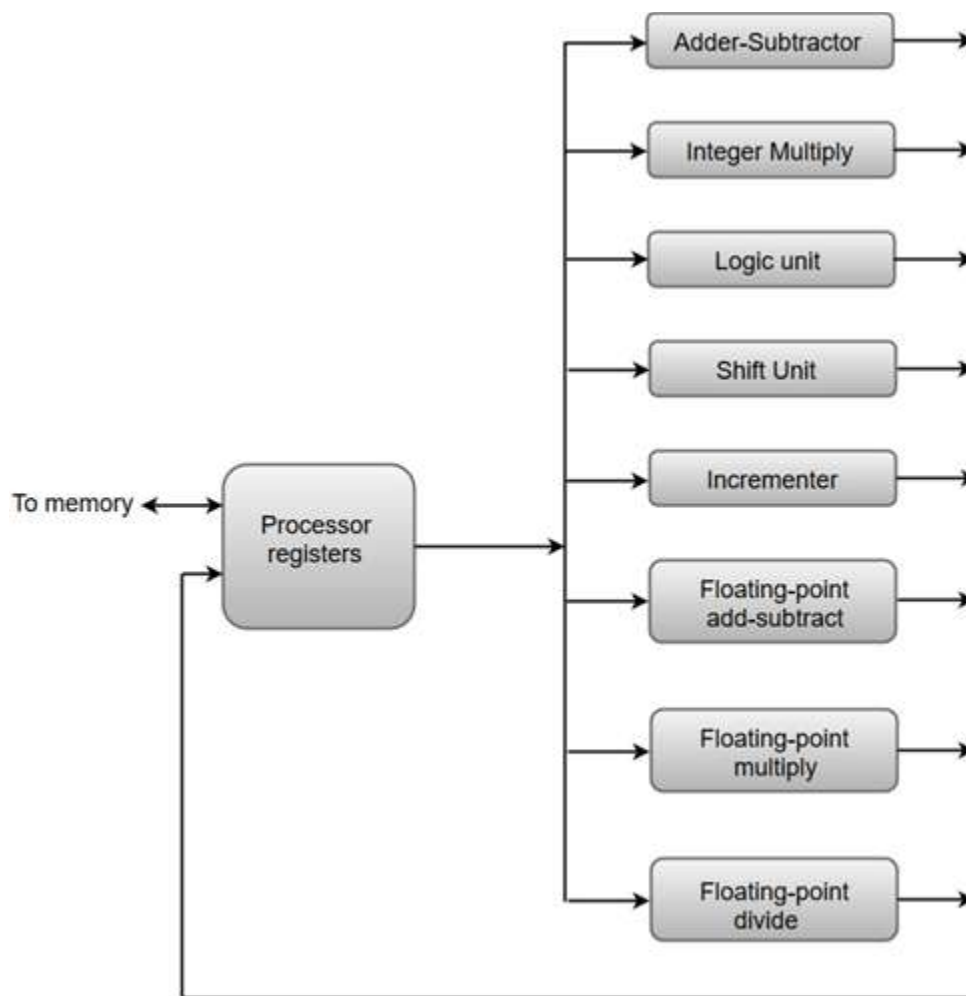 Adder-Subtractor
Integer Multiply
Logic unit
Shift Unit
Incrementer
To memory
Processor
registers
Floating-point
add-subtract
Floating-point
multiply
Floating-point
divide